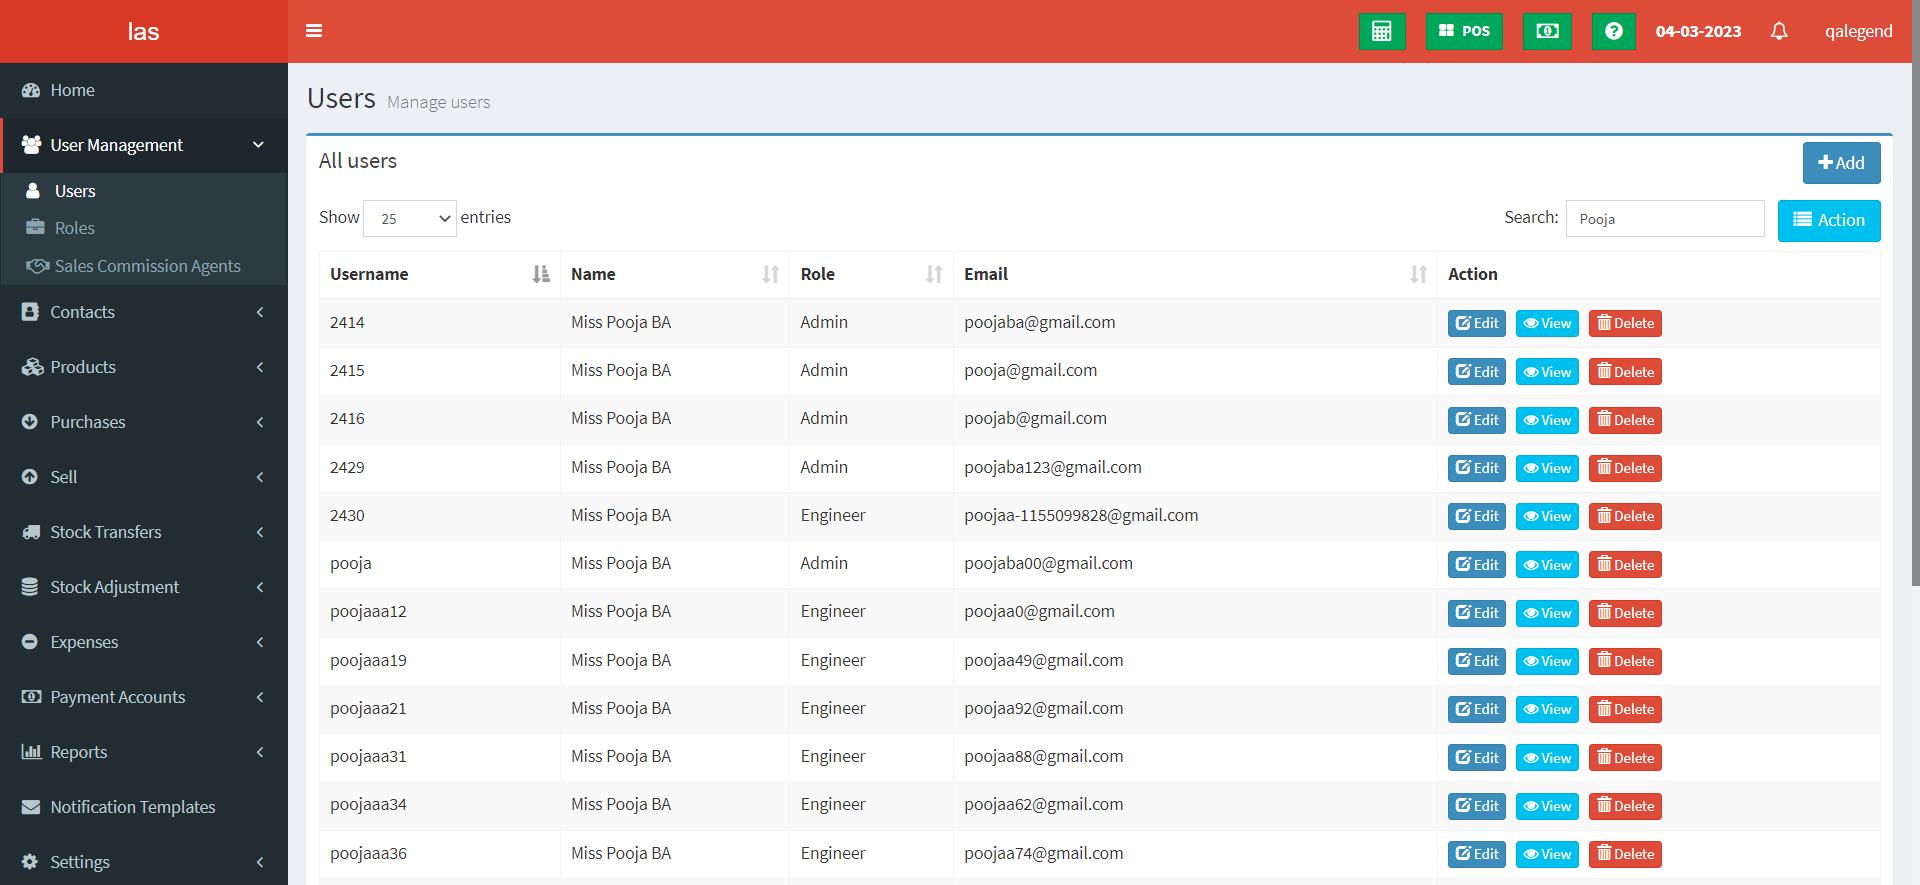 las
POS
04-03-2023
qalegend
Home
User Management
Users
Roles
Sales Commission Agents
Contacts
Products
Purchases
Sell
Stock Transfers
Stock Adjustment
Expenses
Payment Accounts
Reports
Notification Templates
Settings
Users Manage users
All users
Add
Show 25 entries
Search: Pooja
Action
Username Name Role Email Action
2414 Miss Pooja BA Admin poojaba@gmail.com Edit View Delete
2415 Miss Pooja BA Admin pooja@gmail.com Edit View Delete
2416 Miss Pooja BA Admin poojab@gmail.com Edit View Delete
2429 Miss Pooja BA Admin poojaba123@gmail.com Edit View Delete
2430 Miss Pooja BA Engineer poojaa-1155099828@gmail.com Edit View Delete
pooja Miss Pooja BA Admin poojaba00@gmail.com Edit View Delete
poojaaa12 Miss Pooja BA Engineer poojaa0@gmail.com Edit View Delete
poojaaa19 Miss Pooja BA Engineer poojaa49@gmail.com Edit View Delete
poojaaa21 Miss Pooja BA Engineer poojaa92@gmail.com Edit View Delete
poojaaa31 Miss Pooja BA Engineer poojaa88@gmail.com Edit View Delete
poojaaa34 Miss Pooja BA Engineer poojaa62@gmail.com Edit View Delete
poojaaa36 Miss Pooja BA Engineer poojaa74@gmail.com Edit View Delete